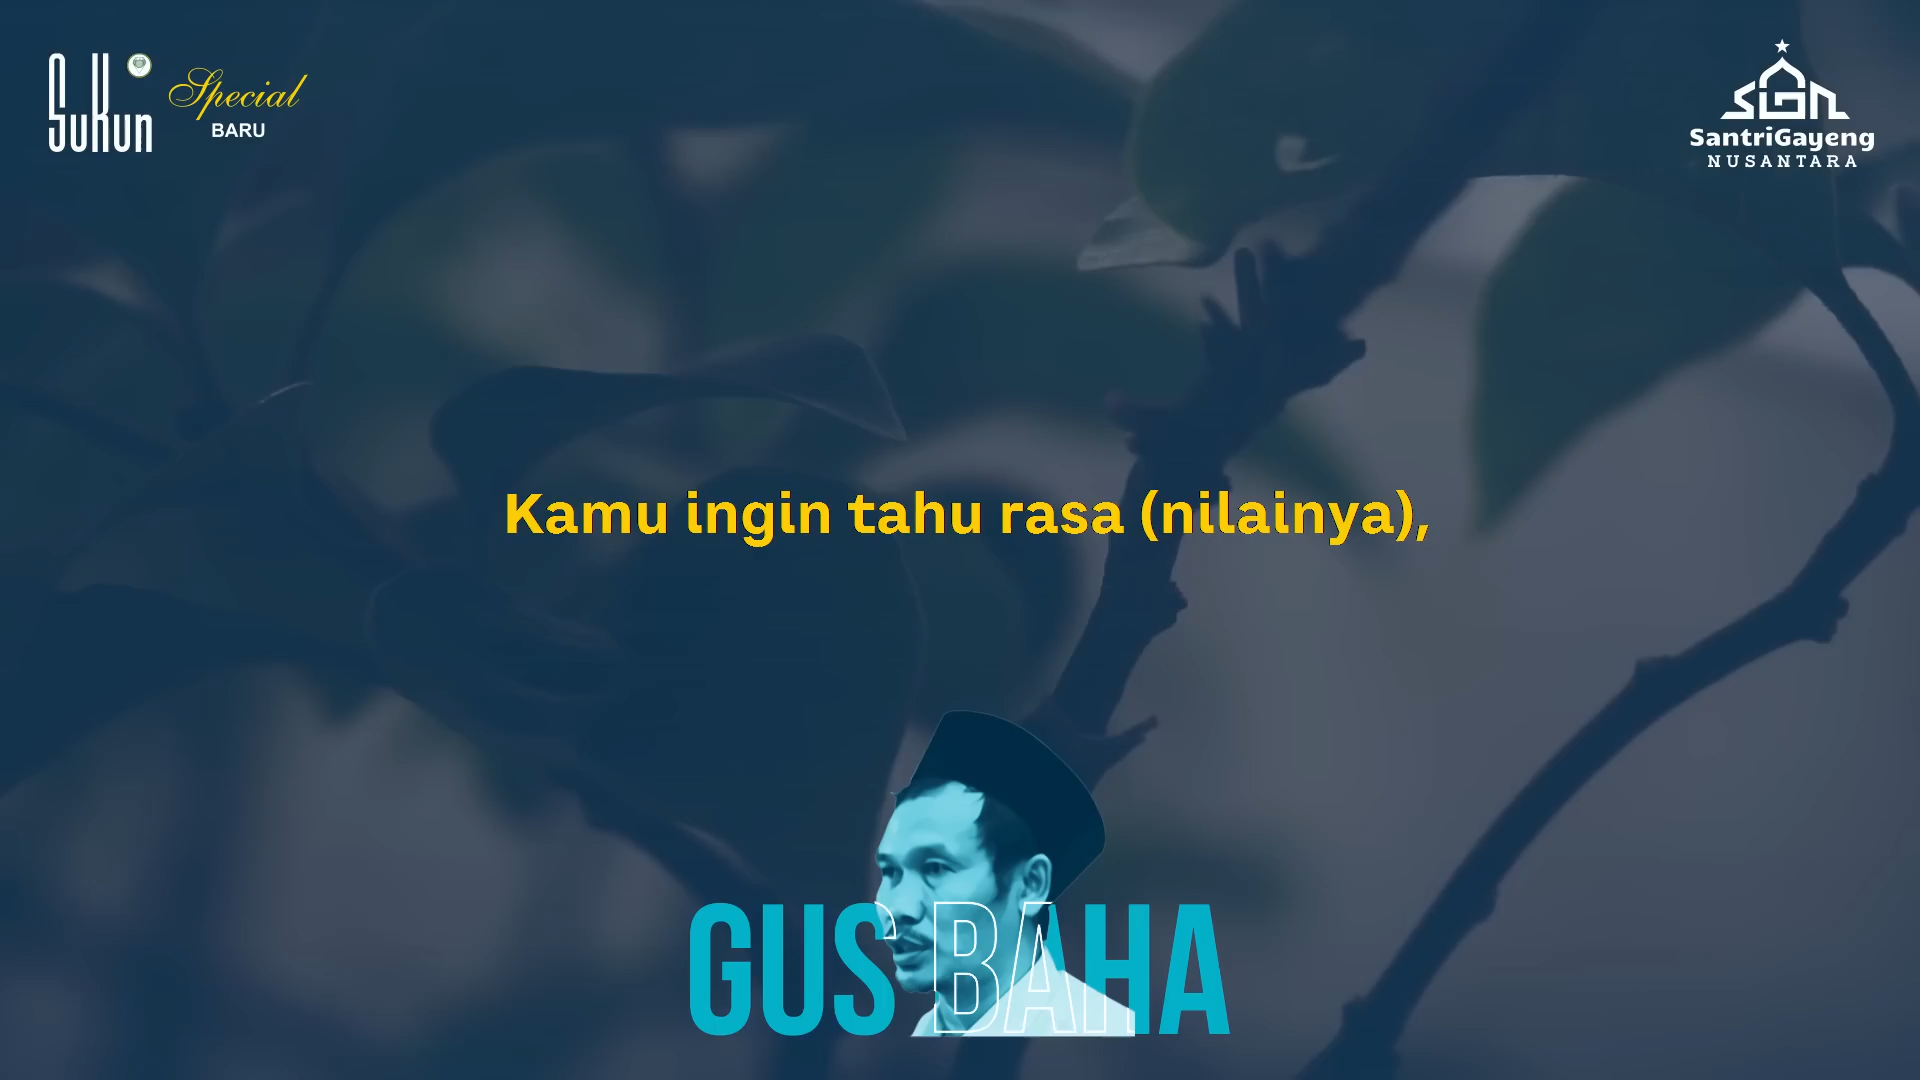 SuKun
Special
BARU
SGN
SantriGayeng
NUSANTARA
Kamu ingin tahu rasa (nilainya),
GUS BAHA